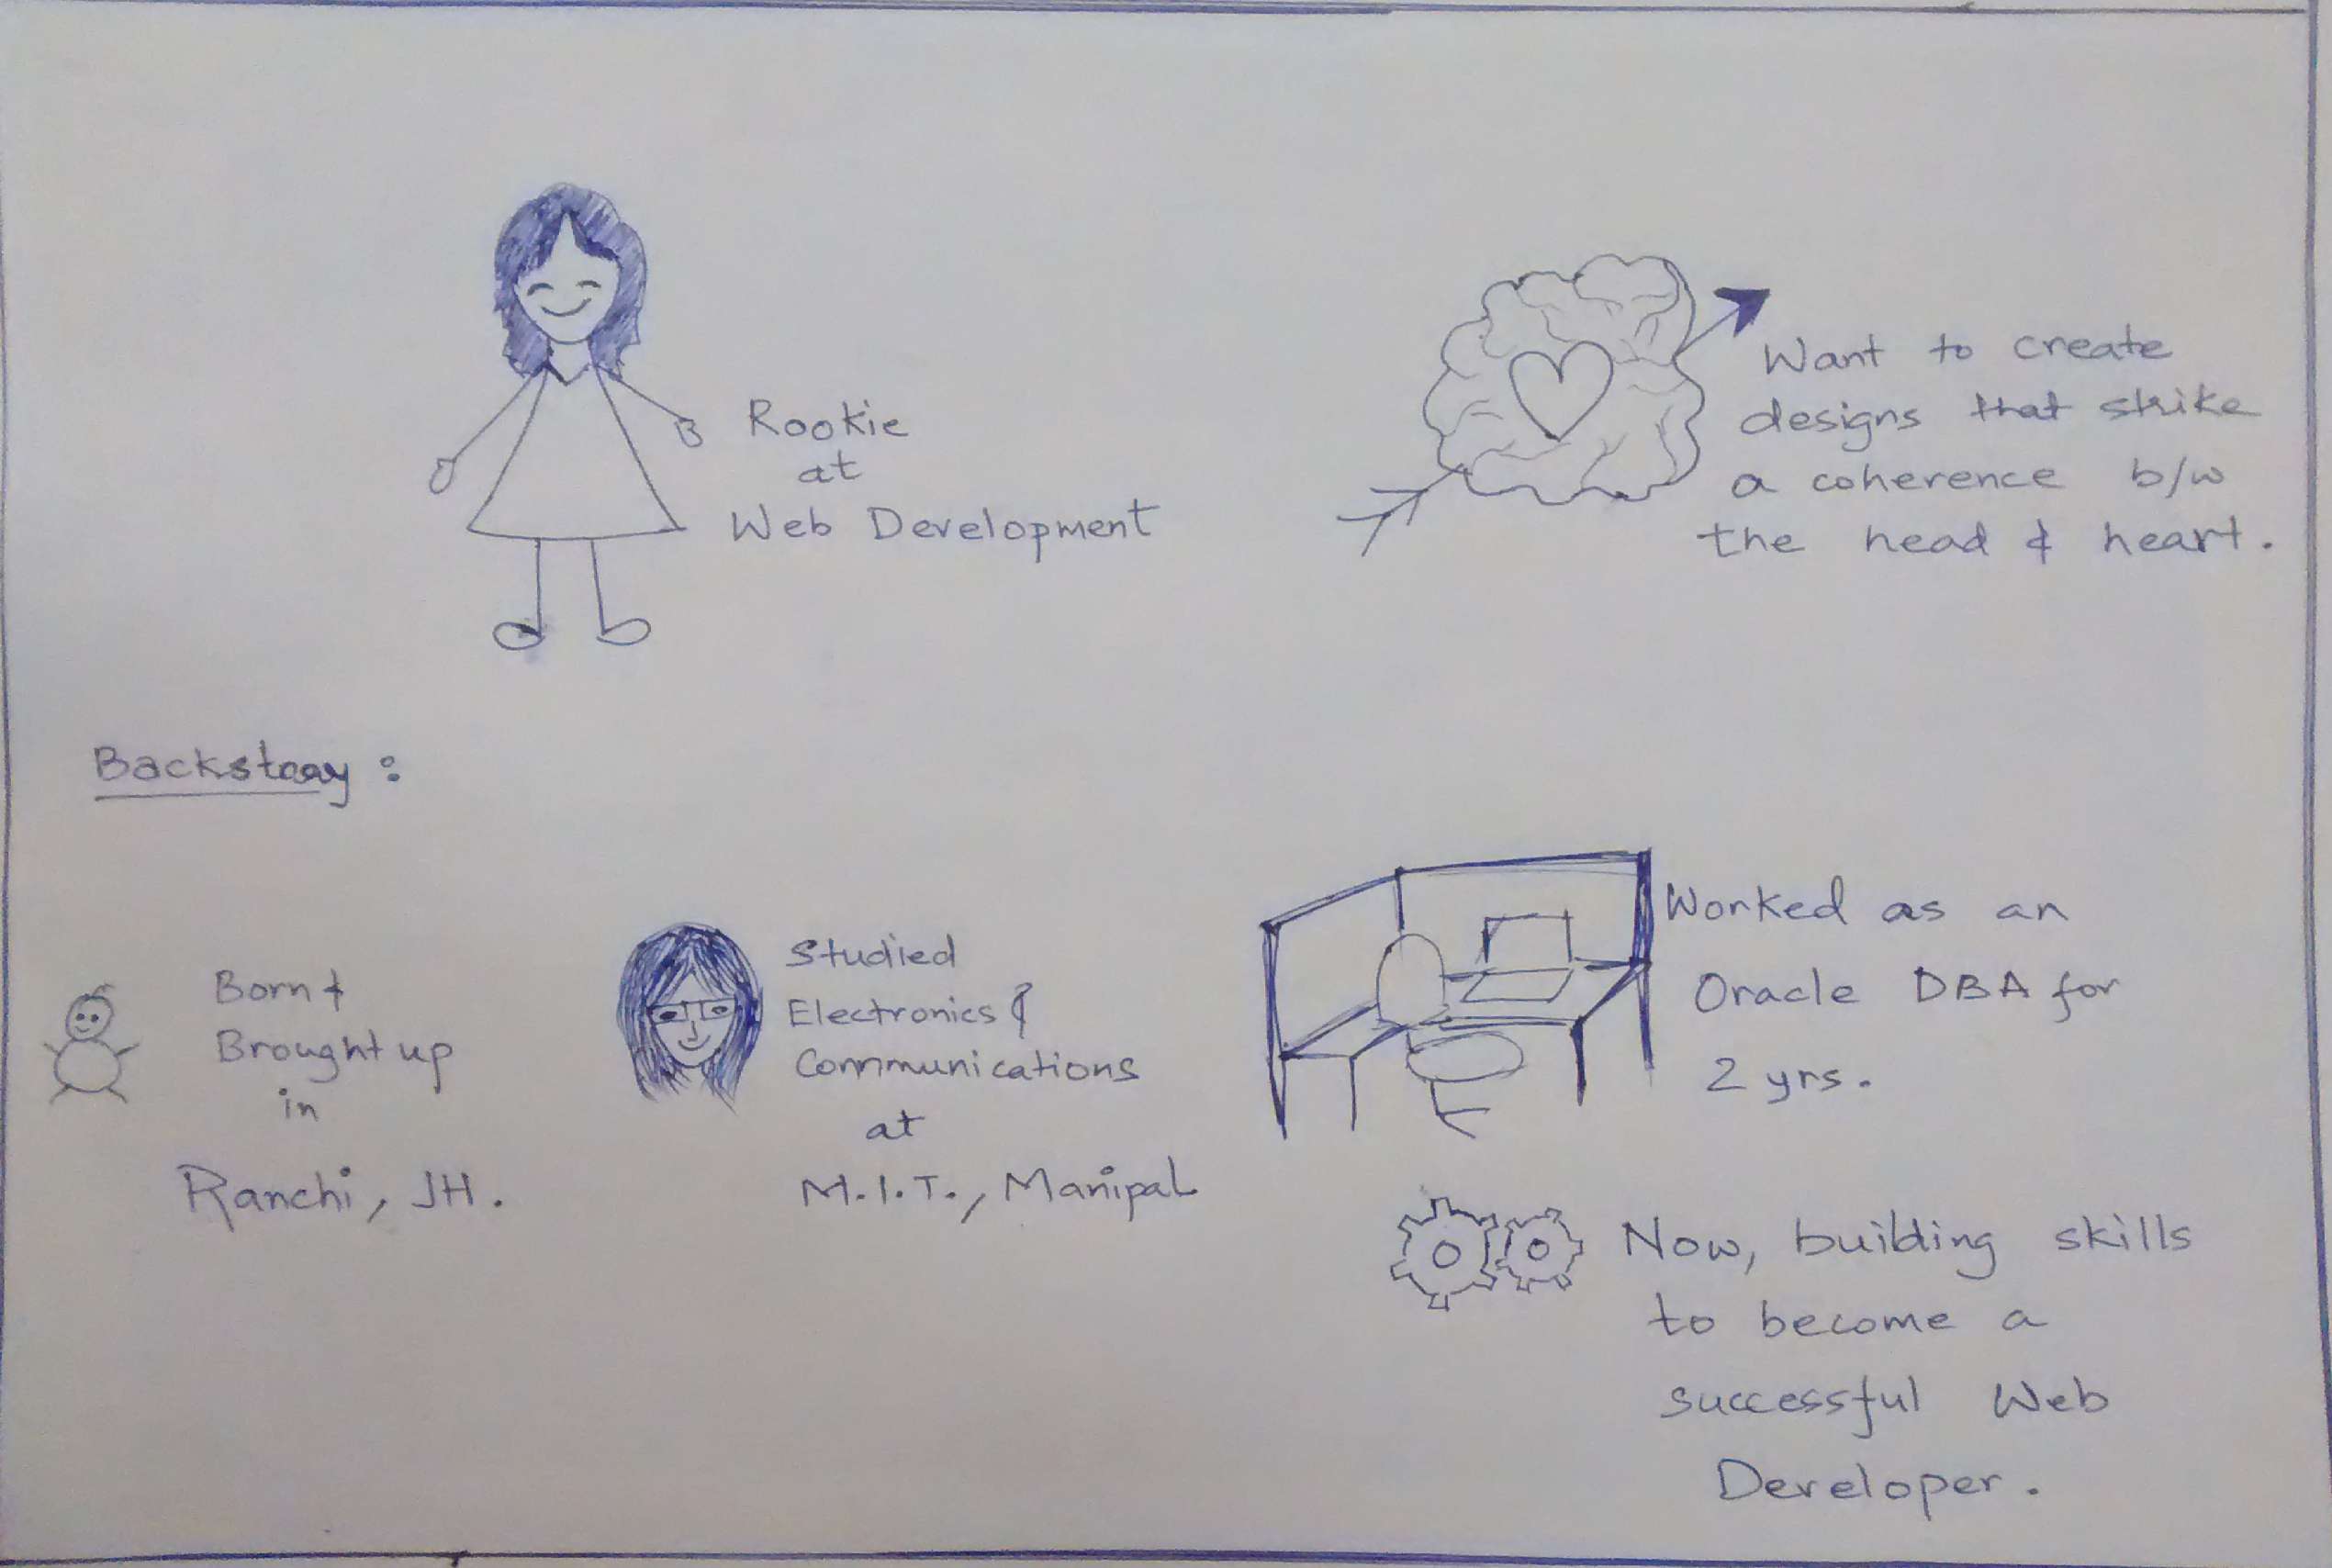 Rookie
at
Web Development
Want to create
designs that strike
a coherence b/w
the head & heart.
Backstory :
Born &
Brought up
in
Ranchi, JH.
Studied
Electronics &
Communications
at
M.I.T., Manipal
Worked as an
Oracle DBA for
2 yrs.
Now, building skills
to become a
successful Web
Developer.